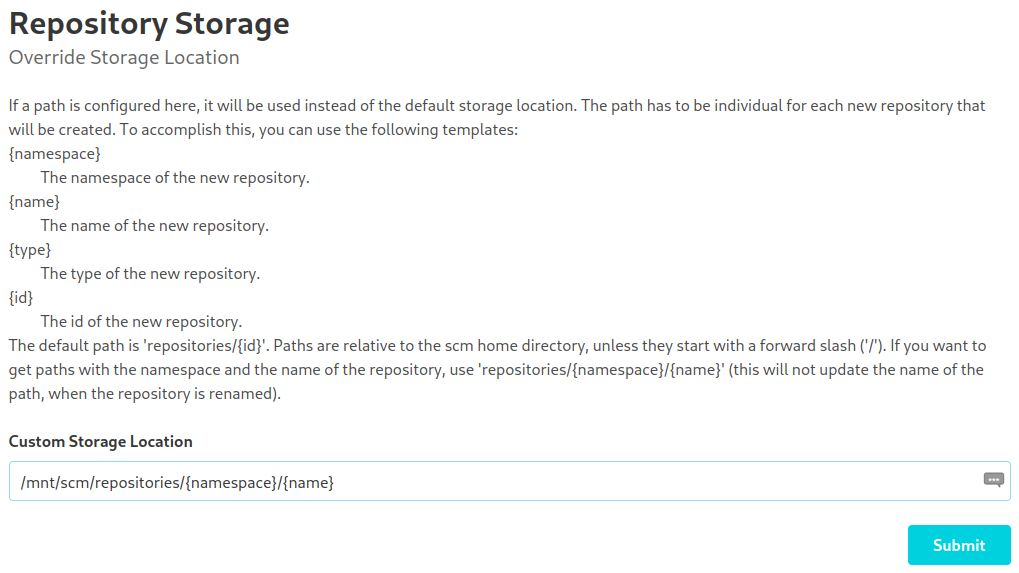 Repository Storage
Override Storage Location
If a path is configured here, it will be used instead of the default storage location. The path has to be individual for each new repository that
will be created. To accomplish this, you can use the following templates:
{namespace}
The namespace of the new repository.
{name}
The name of the new repository.
{type}
The type of the new repository.
{id}
The id of the new repository.
The default path is 'repositories/{id}'. Paths are relative to the scm home directory, unless they start with a forward slash ('/'). If you want to
get paths with the namespace and the name of the repository, use 'repositories/{namespace}/{name}' (this will not update the name of the
path, when the repository is renamed).
Custom Storage Location
/mnt/scm/repositories/{namespace}/{name}
Submit